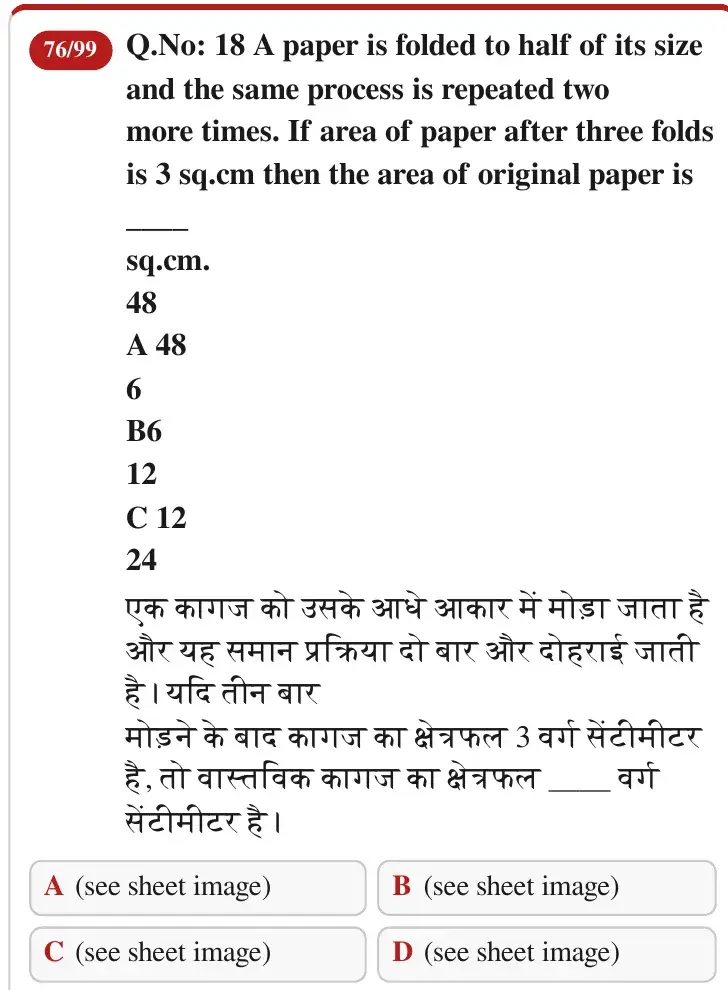 76/99 Q.No: 18 A paper is folded to half of its size
and the same process is repeated two
more times. If area of paper after three folds
is 3 sq.cm then the area of original paper is
____
sq.cm.
48
A 48
6
B6
12
C 12
24
एक कागज को उसके आधे आकार में मोड़ा जाता है
और यह समान प्रक्रिया दो बार और दोहराई जाती
है। यदि तीन बार
मोड़ने के बाद कागज का क्षेत्रफल 3 वर्ग सेंटीमीटर
है, तो वास्तविक कागज का क्षेत्रफल ____ वर्ग
सेंटीमीटर है।
A (see sheet image)
B (see sheet image)
C (see sheet image)
D (see sheet image)